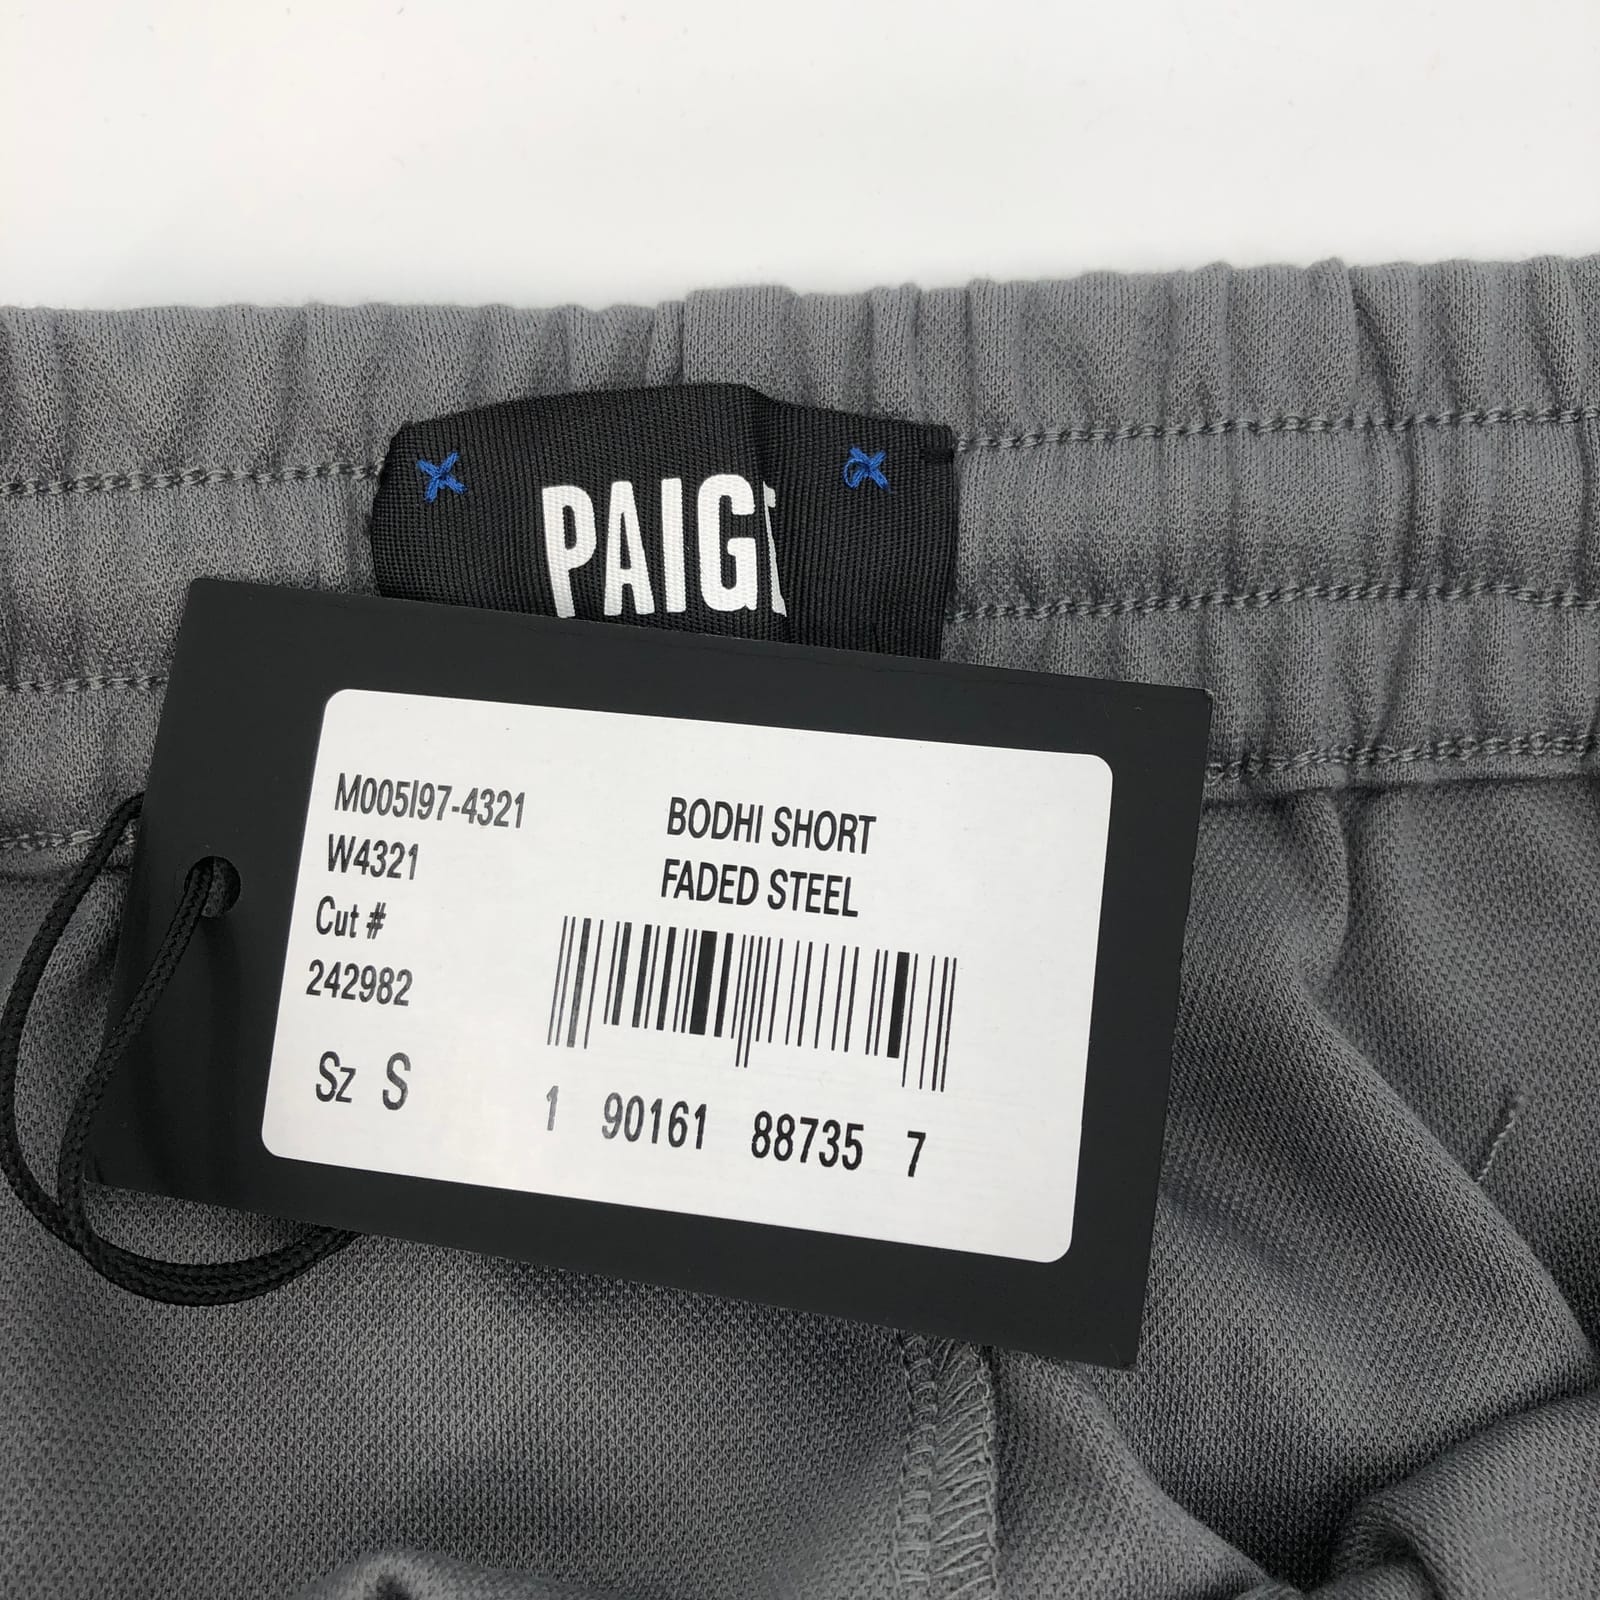 PAIGE
M005I97-4321
W4321
Cut #
242982
Sz S
BODHI SHORT
FADED STEEL
1 90161 88735 7